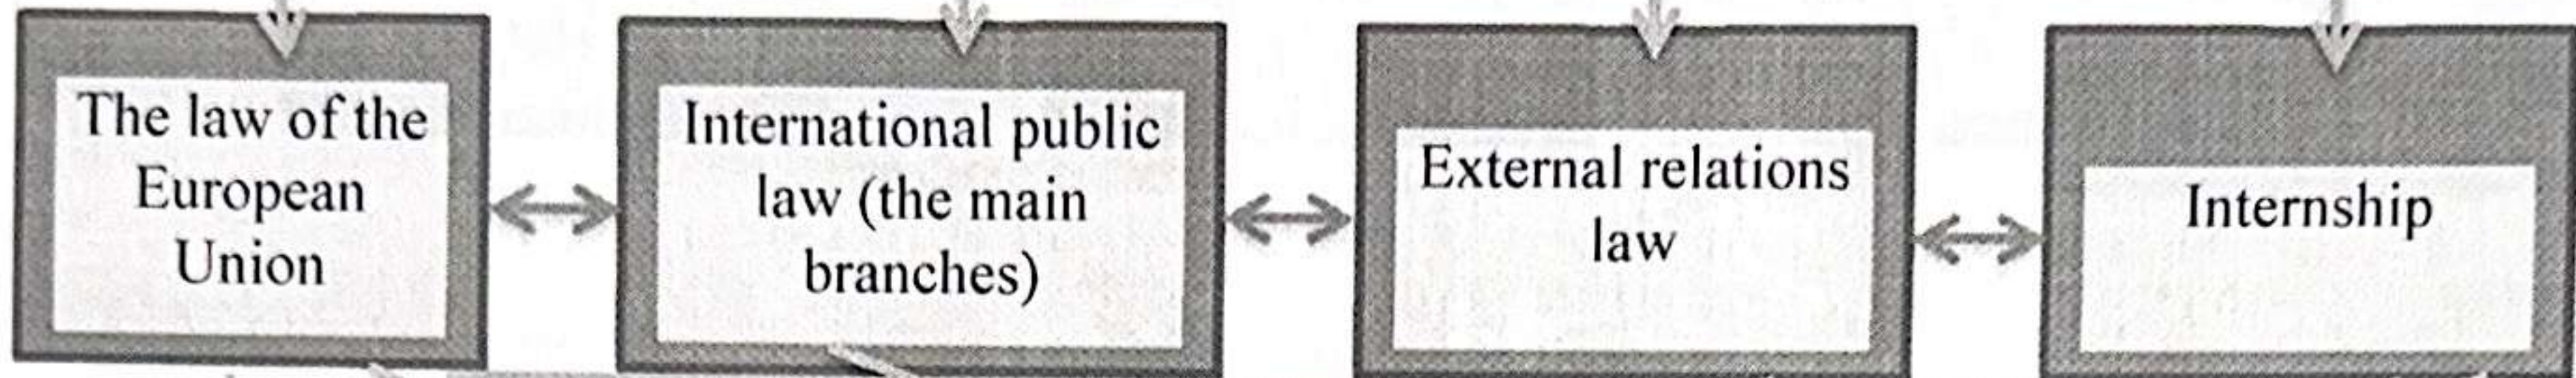 The law of the
European
Union
International public
law (the main
branches)
External relations
law
Internship